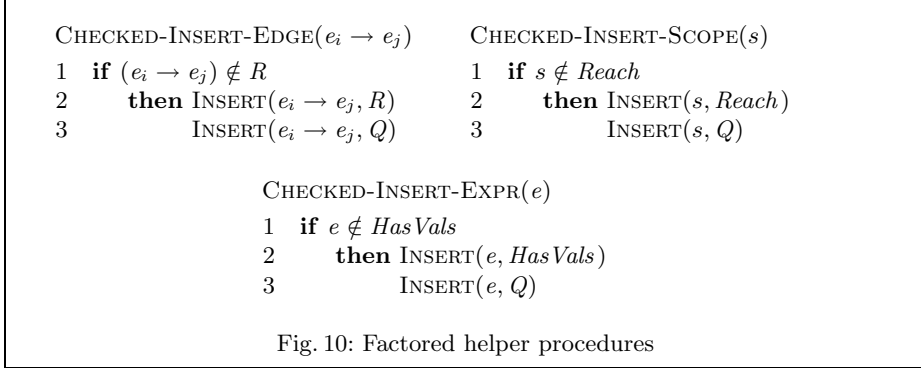 CHECKED-INSERT-EDGE(e_i → e_j)
1 if (e_i → e_j) ∉ R
2 then INSERT(e_i → e_j, R)
3 INSERT(e_i → e_j, Q)
CHECKED-INSERT-SCOPE(s)
1 if s ∉ Reach
2 then INSERT(s, Reach)
3 INSERT(s, Q)
CHECKED-INSERT-EXPR(e)
1 if e ∉ HasVals
2 then INSERT(e, HasVals)
3 INSERT(e, Q)
Fig. 10: Factored helper procedures